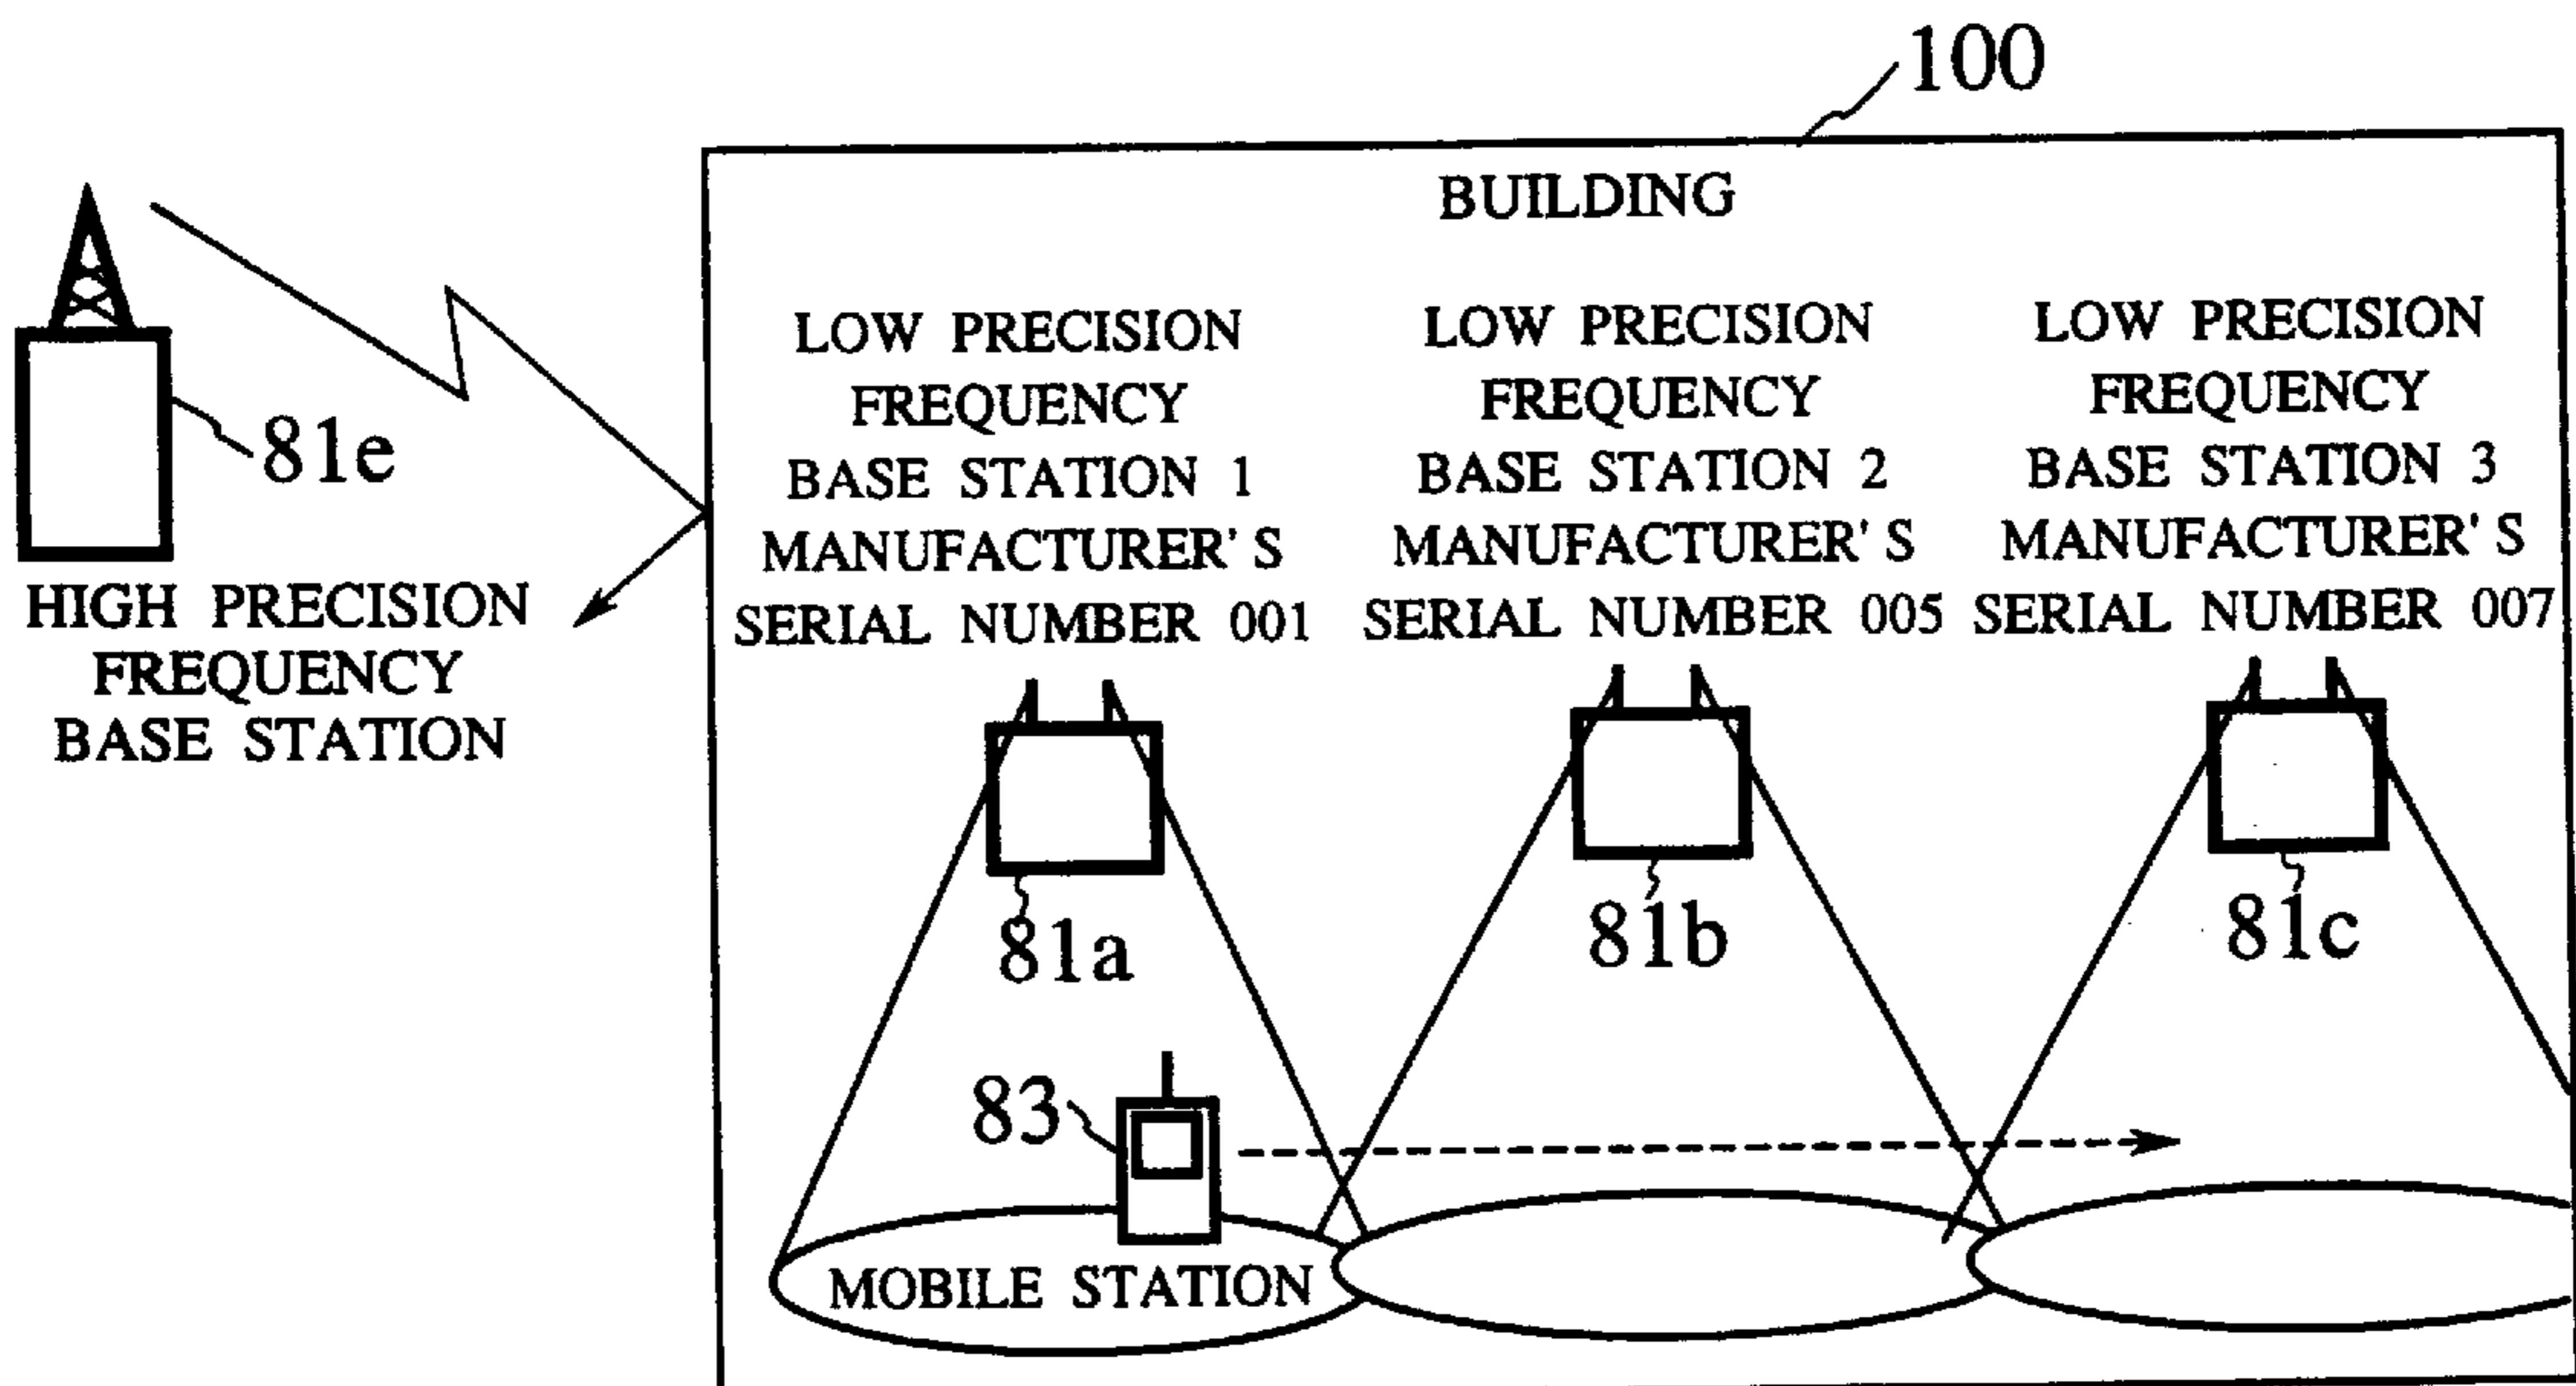 100
BUILDING
81e
HIGH PRECISION
FREQUENCY
BASE STATION
LOW PRECISION
FREQUENCY
BASE STATION 1
MANUFACTURER'S
SERIAL NUMBER 001
81a
LOW PRECISION
FREQUENCY
BASE STATION 2
MANUFACTURER'S
SERIAL NUMBER 005
81b
LOW PRECISION
FREQUENCY
BASE STATION 3
MANUFACTURER'S
SERIAL NUMBER 007
81c
83
MOBILE STATION